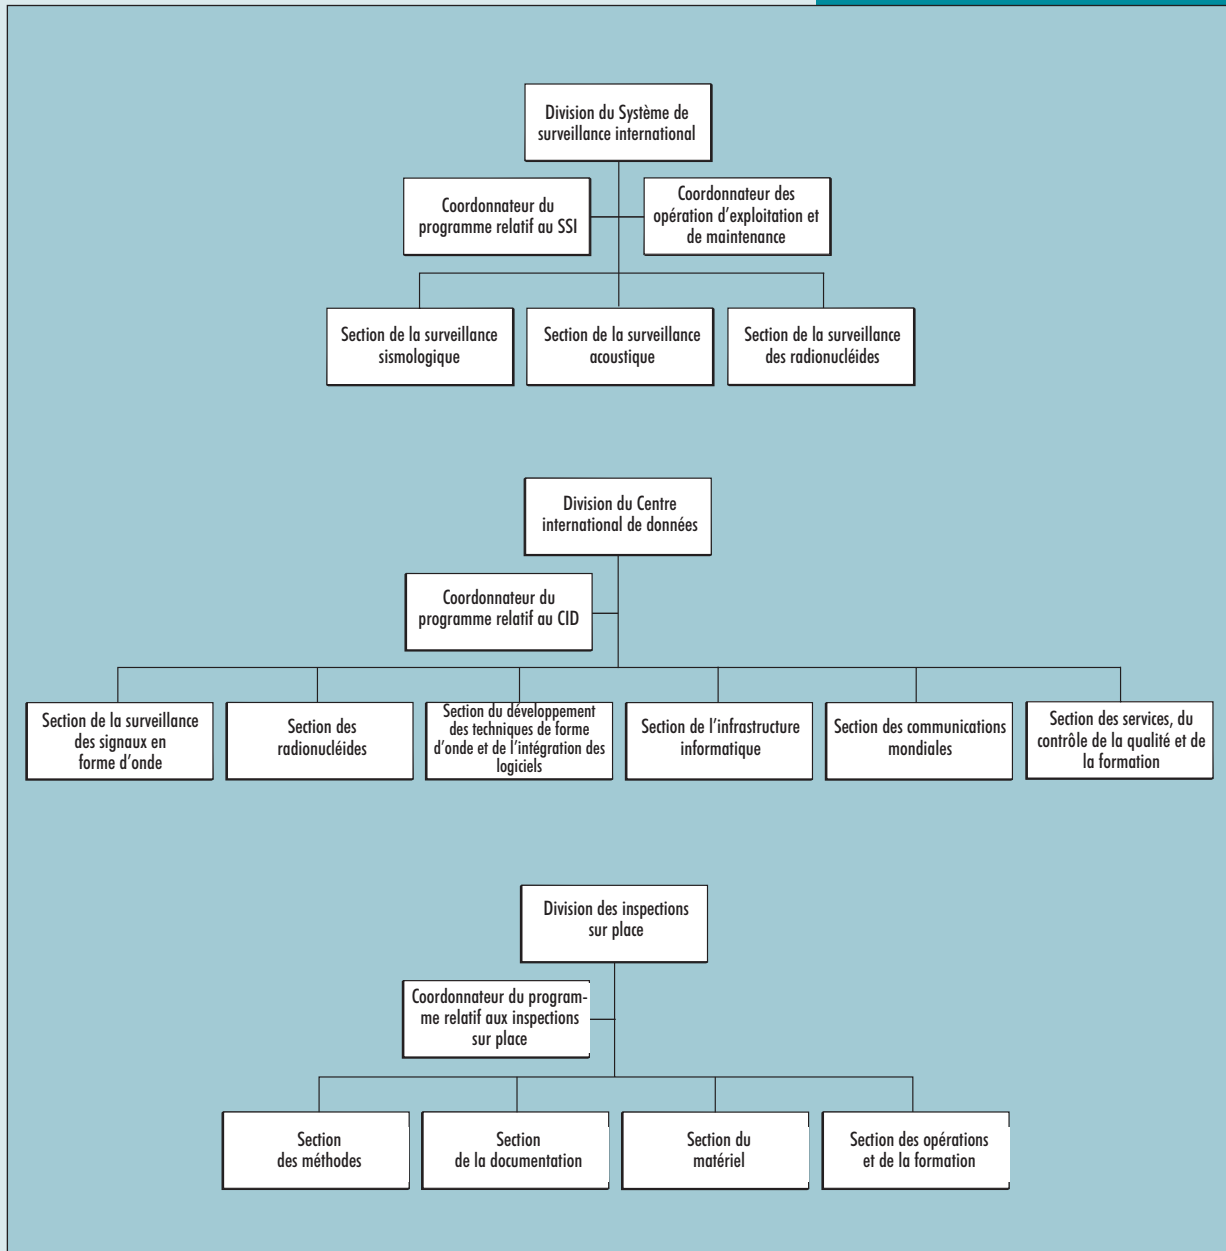 Division du Système de
surveillance international
Coordonnateur du
programme relatif au SSI
Coordonnateur des
opération d'exploitation et
de maintenance
Section de la surveillance
sismologique
Section de la surveillance
acoustique
Section de la surveillance
des radionucléides
Division du Centre
international de données
Coordonnateur du
programme relatif au CID
Section de la surveillance
des signaux en
forme d'onde
Section des
radionucléides
Section du développement
des techniques de forme
d'onde et de l'intégration des
logiciels
Section de l'infrastructure
informatique
Section des communications
mondiales
Section des services, du
contrôle de la qualité et de
la formation
Division des inspections
sur place
Coordonnateur du program-
me relatif aux inspections
sur place
Section
des méthodes
Section
de la documentation
Section du
matériel
Section des opérations
et de la formation